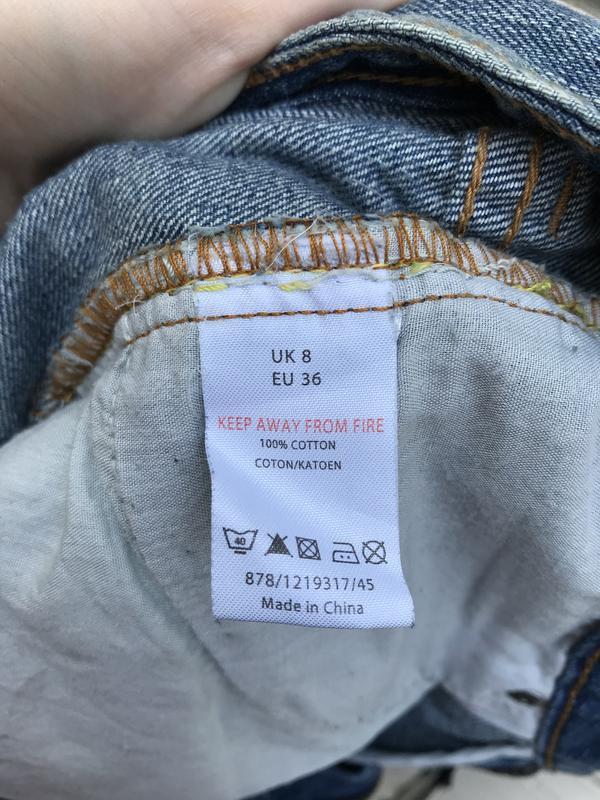 UK 8
EU 36
KEEP AWAY FROM FIRE
100% COTTON
COTON/KATOEN
40
878/1219317/45
Made in China